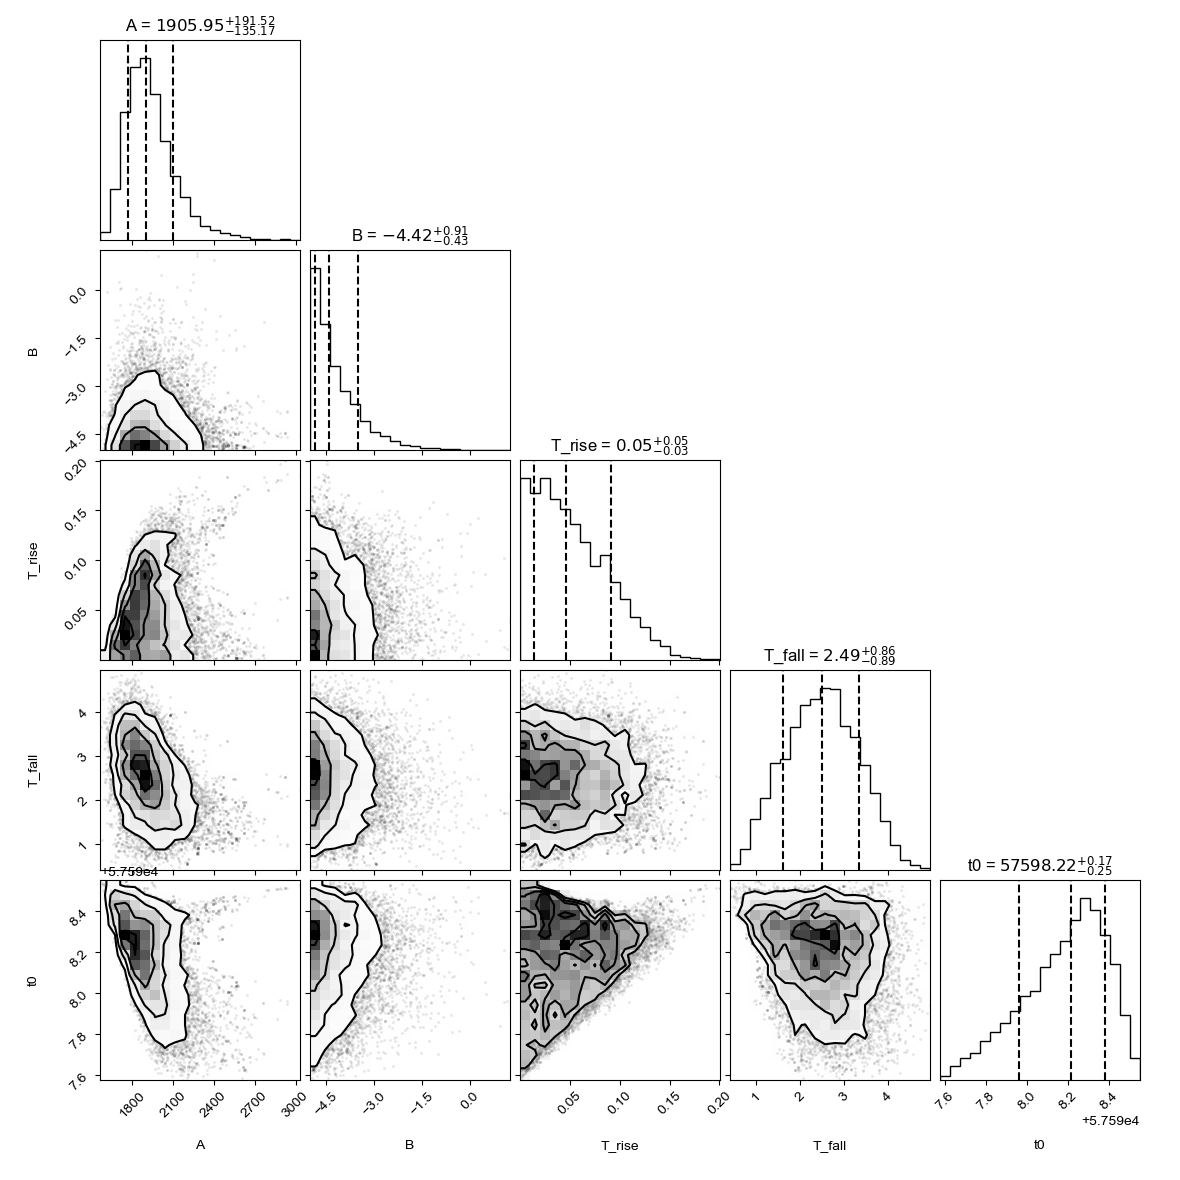 A = 1905.95+191.52−135.17
B = −4.42+0.91−0.43
0.0
−1.5
−3.0
−4.5
B
T_rise = 0.05+0.05−0.03
0.20
0.15
0.10
0.05
T_rise
T_fall = 2.49+0.86−0.89
4
3
2
1
T_fall
+5.759e4
t0 = 57598.22+0.17−0.25
8.4
8.2
8.0
7.8
7.6
t0
1800 2100 2400 2700 3000 −4.5 −3.0 −1.5 0.0 0.05 0.10 0.15 0.20 1 2 3 4 7.6 7.8 8.0 8.2 8.4
+5.759e4
A B T_rise T_fall t0